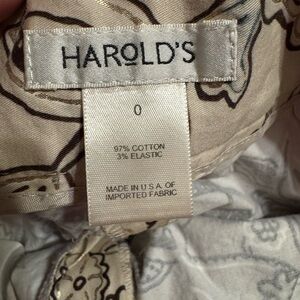 HAROLD'S
0
97% COTTON
3% ELASTIC
MADE IN U.S.A. OF
IMPORTED FABRIC